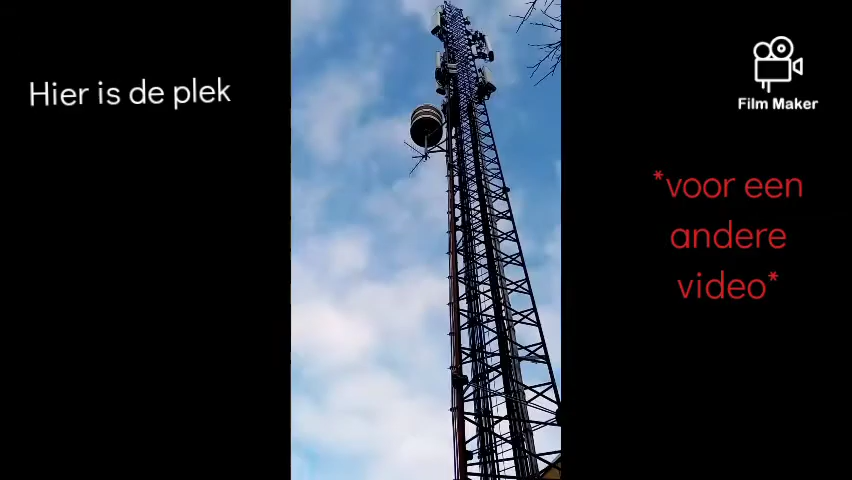 Hier is de plek
Film Maker
*voor een
andere
video*